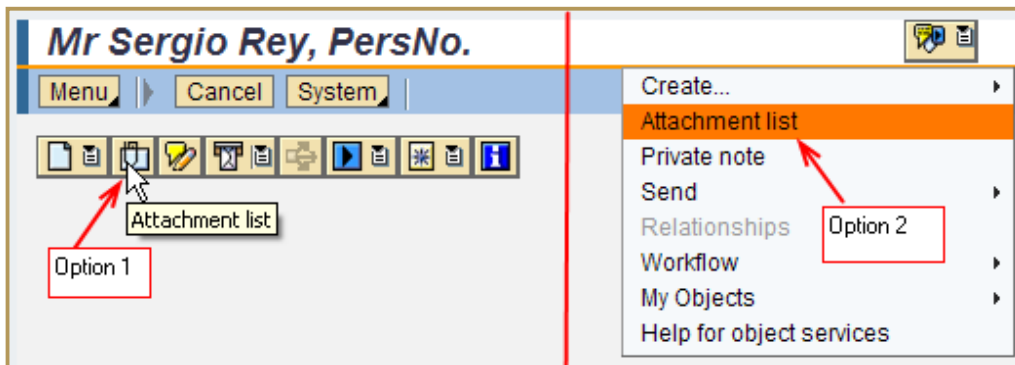 Mr Sergio Rey, PersNo.
Menu Cancel System
Attachment list
Option 1
Create...
Attachment list
Private note
Send
Relationships
Option 2
Workflow
My Objects
Help for object services